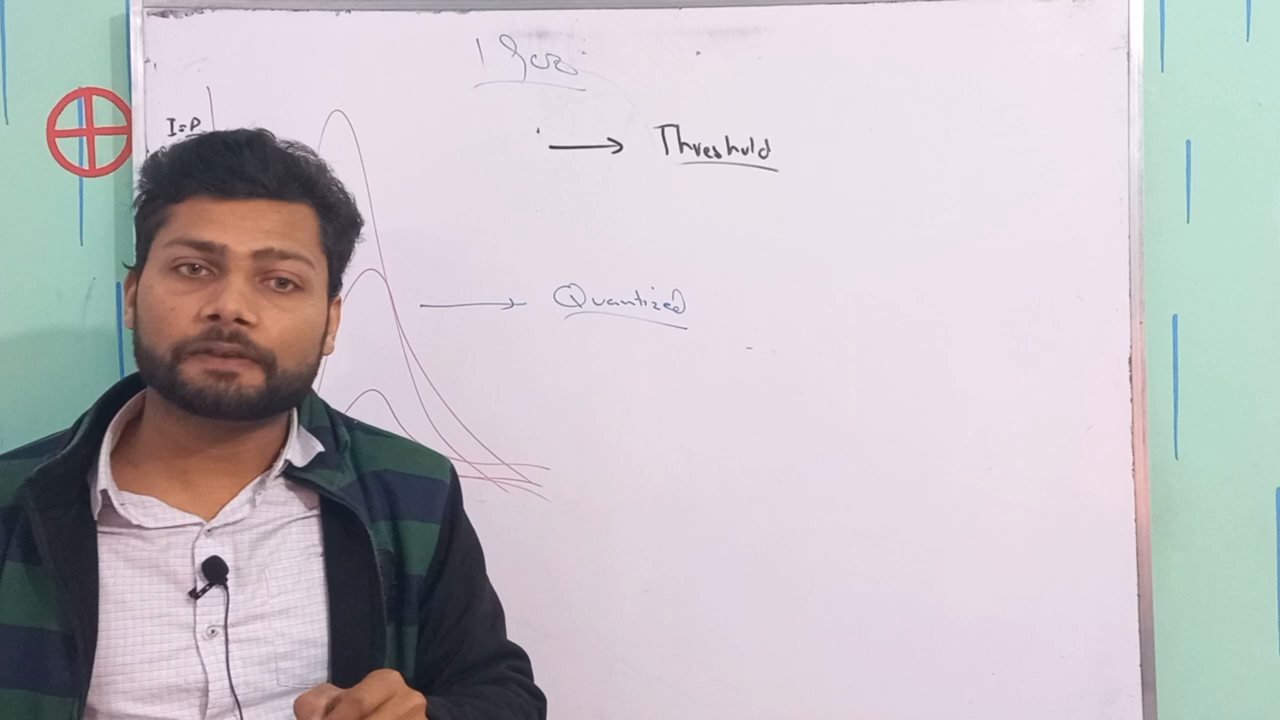 1900
I=P
→ Threshold
→ Quantized